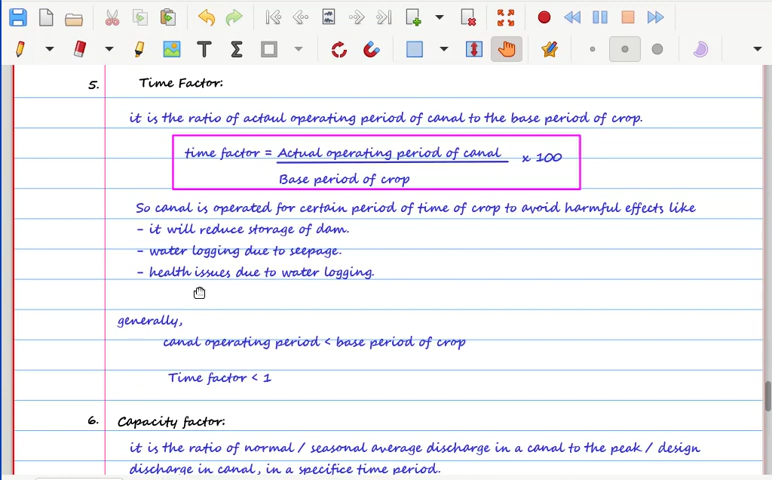 5. Time Factor:
it is the ratio of actaul operating period of canal to the base period of crop.
time factor = Actual operating period of canal x 100
Base period of crop
So canal is operated for certain period of time of crop to avoid harmful effects like
- it will reduce storage of dam.
- water logging due to seepage.
- health issues due to water logging.
generally,
canal operating period < base period of crop
Time factor < 1
6. Capacity factor:
it is the ratio of normal / seasonal average discharge in a canal to the peak / design
discharge in canal, in a specifice time period.